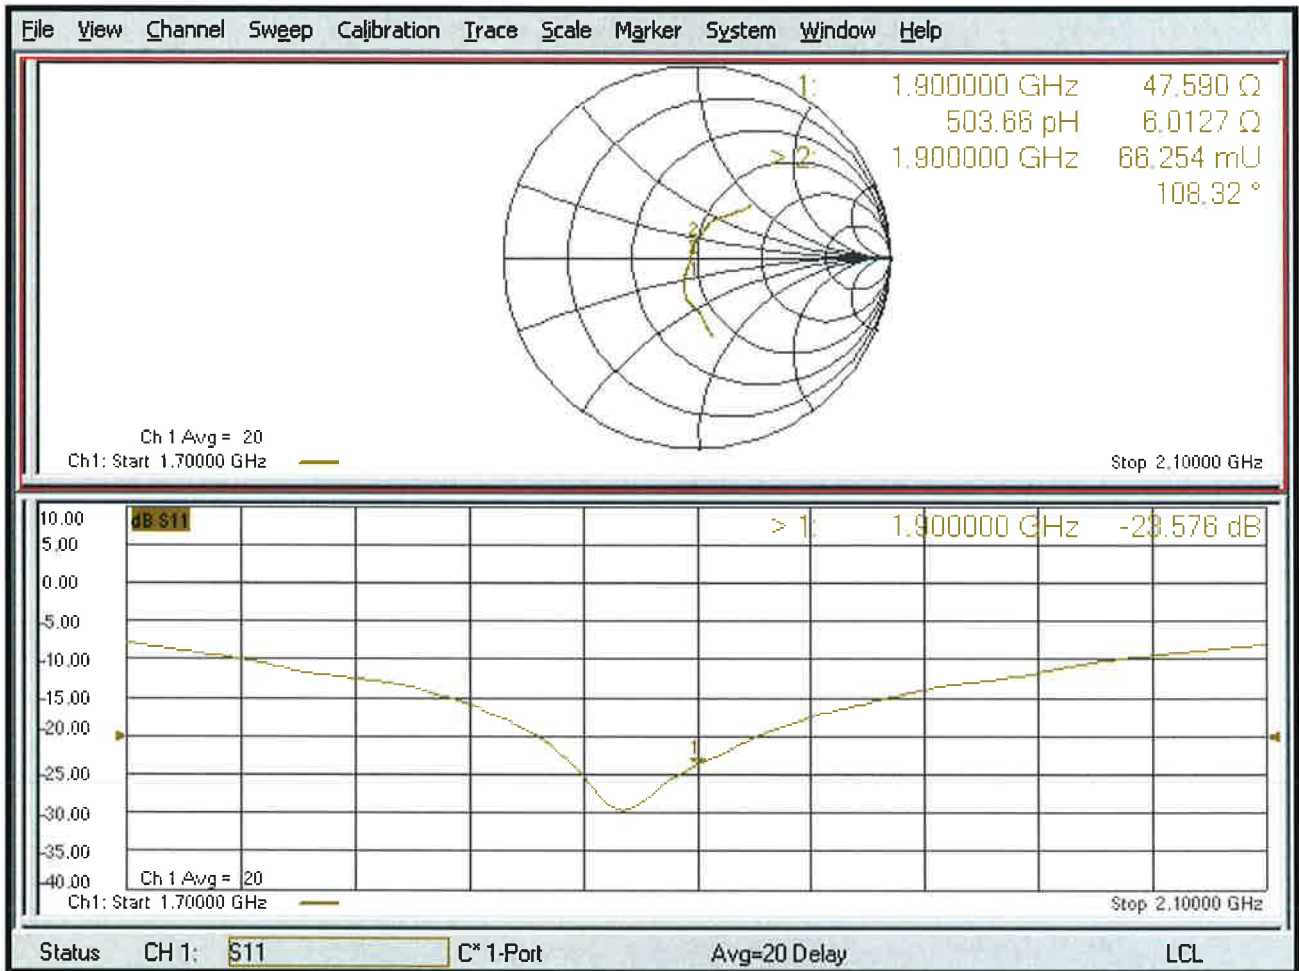 File View Channel Sweep Calibration Trace Scale Marker System Window Help
1: 1.900000 GHz 47.590 Ω
503.66 pH 6.0127 Ω
> 2: 1.900000 GHz 66.254 mU
108.32 °
2
1
Ch 1 Avg = 20
Ch1: Start 1.70000 GHz
Stop 2.10000 GHz
10.00
dB S11
> 1: 1.900000 GHz -23.576 dB
5.00
0.00
-5.00
-10.00
-15.00
-20.00
1
-25.00
-30.00
-35.00
-40.00
Ch 1 Avg = 20
Ch1: Start 1.70000 GHz
Stop 2.10000 GHz
Status CH 1: S11 C* 1-Port Avg=20 Delay LCL